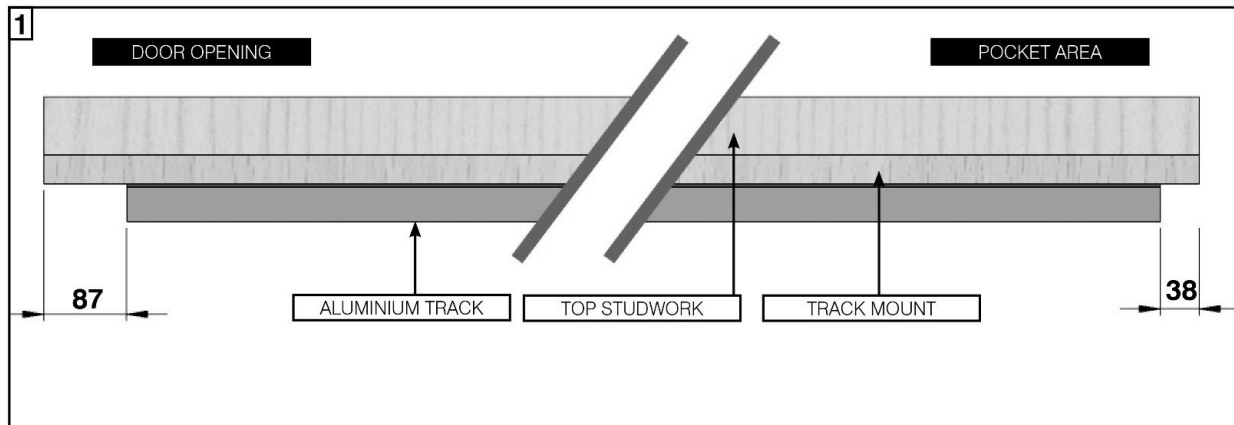 1
DOOR OPENING
POCKET AREA
87
ALUMINIUM TRACK
TOP STUDWORK
TRACK MOUNT
38